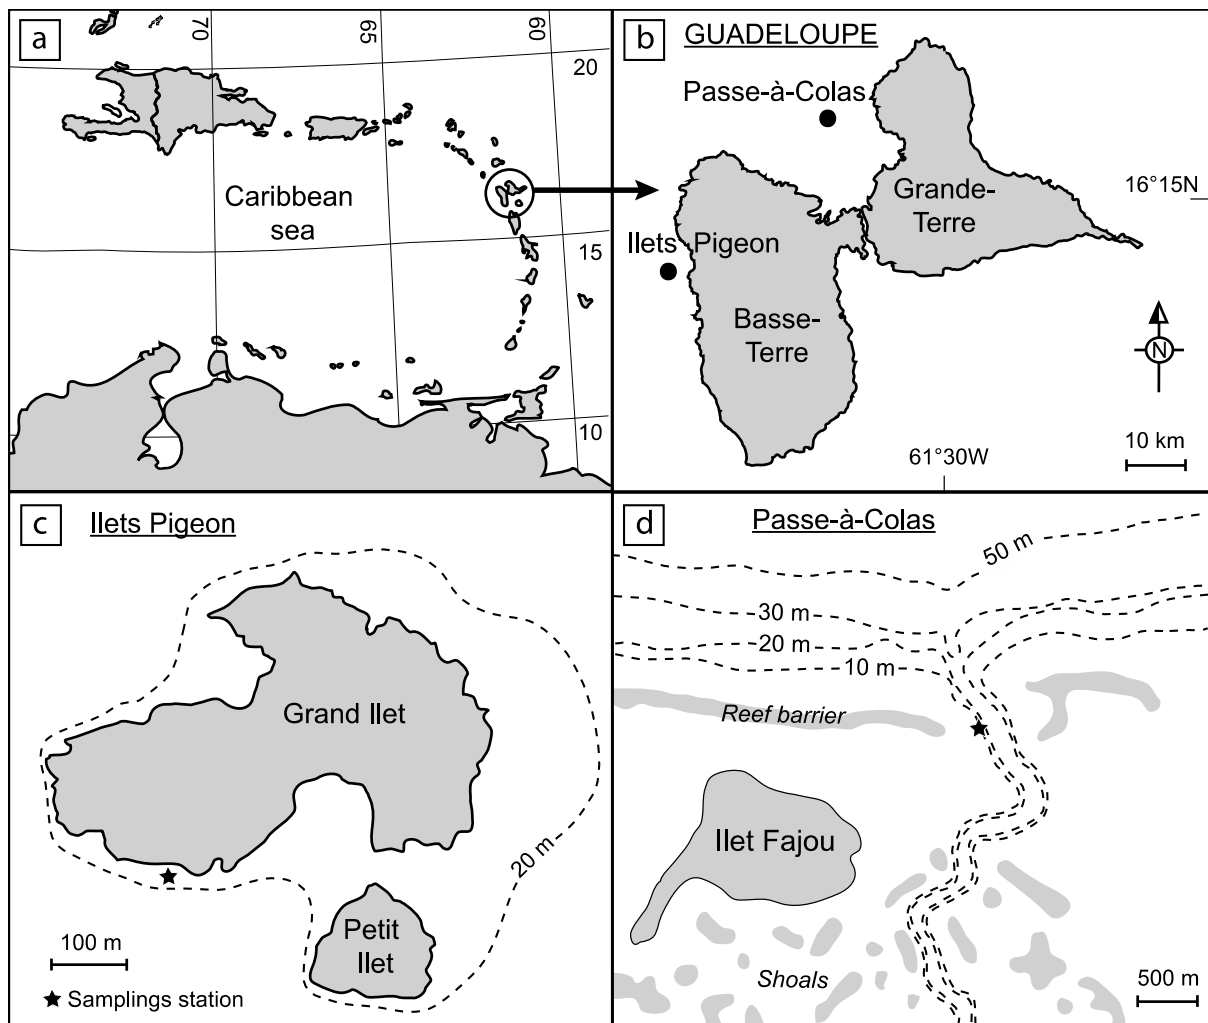 a
70
65
60
20
Caribbean
sea
15
10
b
GUADELOUPE
Passe-à-Colas
16°15N
Grande-
Terre
Ilets Pigeon
Basse-
Terre
N
61°30W
10 km
c
Ilets Pigeon
Grand Ilet
20 m
Petit
Ilet
100 m
Samplings station
d
Passe-à-Colas
50 m
30 m
20 m
10 m
Reef barrier
Ilet Fajou
Shoals
500 m